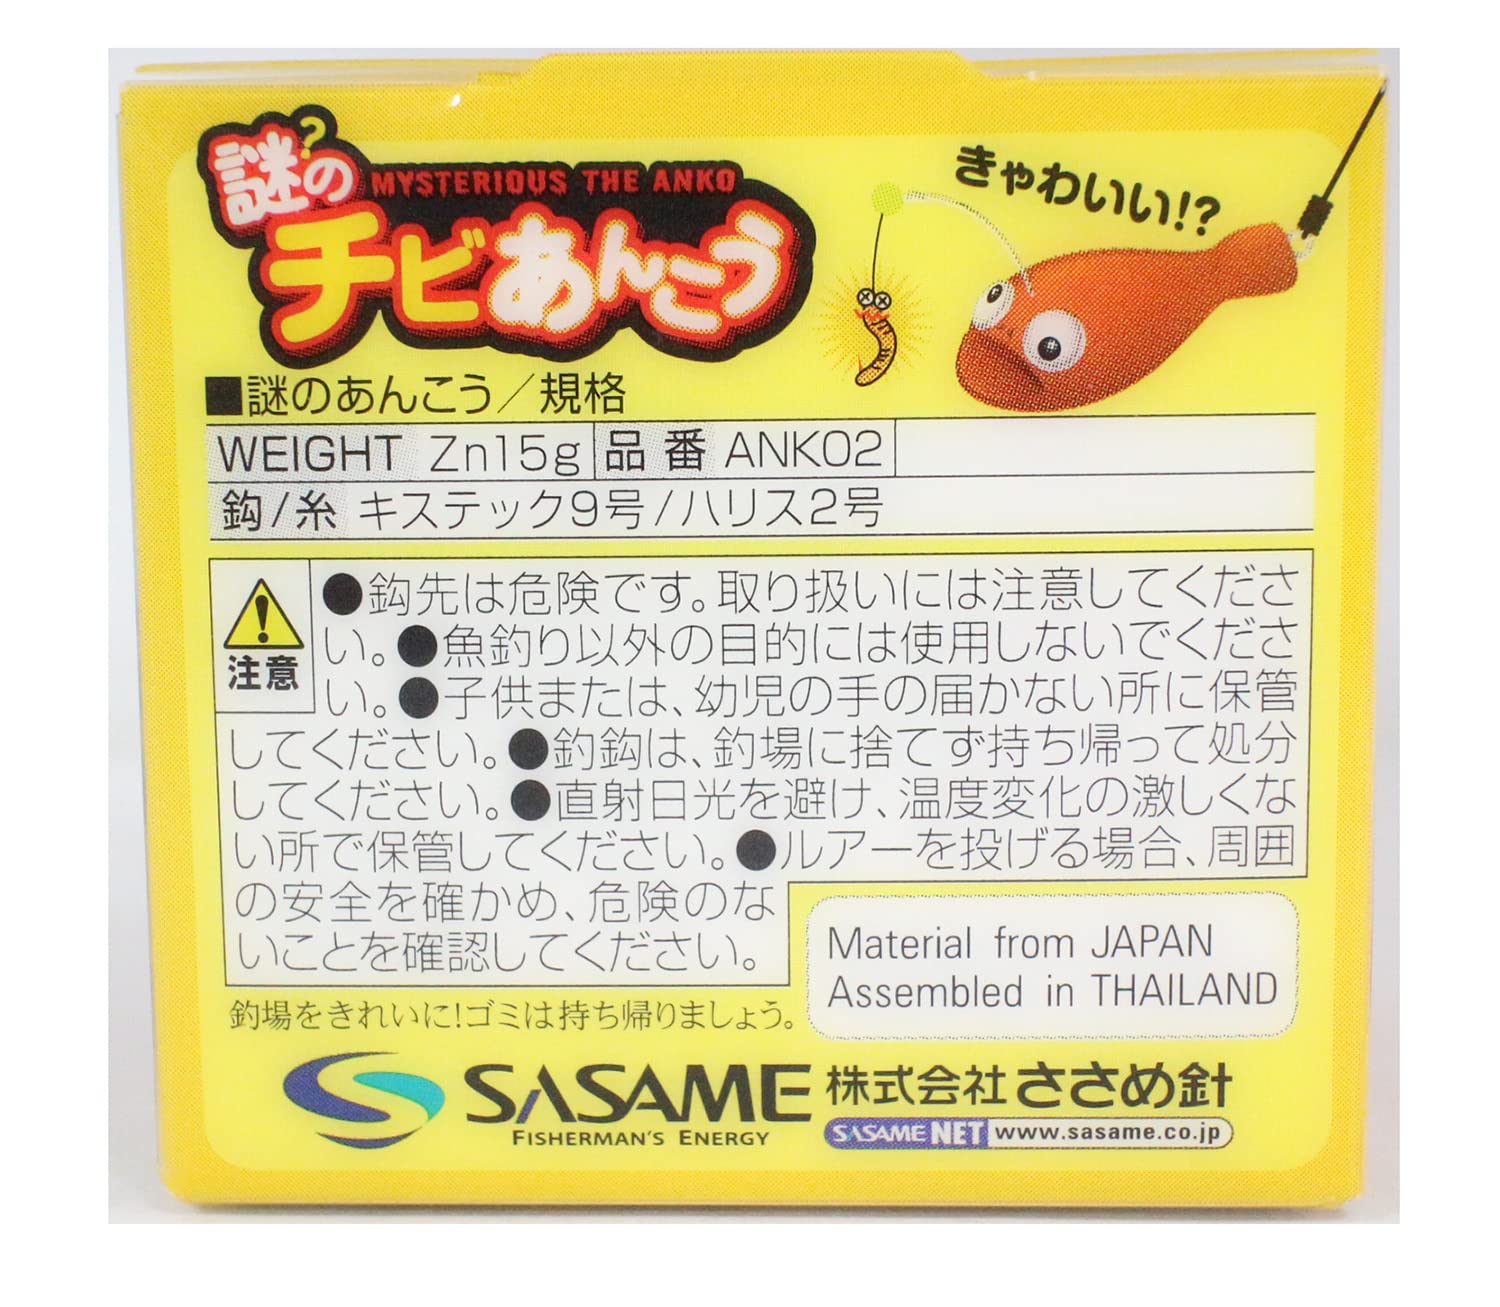 謎?の
MYSTERIOUS THE ANKO
チビあんこう
きゃわいい!?
■謎のあんこう／規格
WEIGHT Zn15g 品番 ANKO2
鈎/糸 キステック9号/ハリス2号
注意
●鈎先は危険です。取り扱いには注意してくださ
い。●魚釣り以外の目的には使用しないでくださ
い。●子供または、幼児の手の届かない所に保管
してください。●釣鈎は、釣場に捨てず持ち帰って処分
してください。●直射日光を避け、温度変化の激しくな
い所で保管してください。●ルアーを投げる場合、周囲
の安全を確かめ、危険のな
いことを確認してください。
Material from JAPAN
Assembled in THAILAND
釣場をきれいに!ゴミは持ち帰りましょう。
SASAME 株式会社ささめ針
FISHERMAN'S ENERGY
SASAME NET www.sasame.co.jp